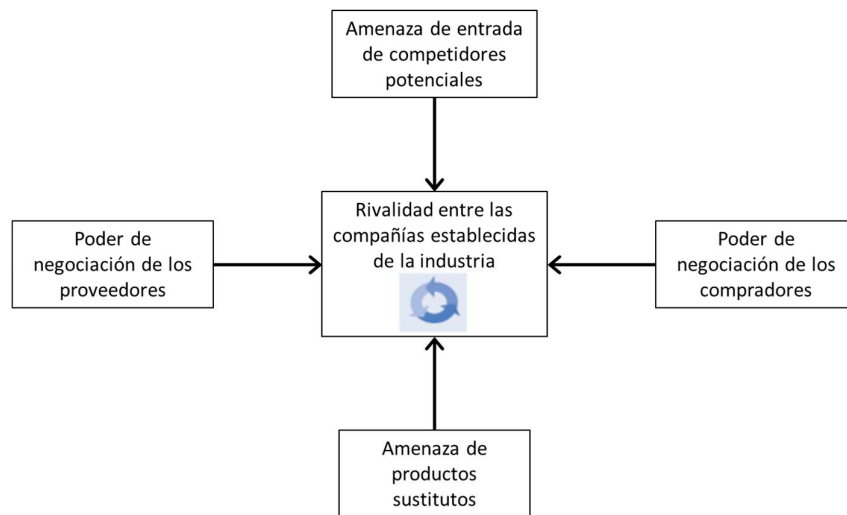 Amenaza de entrada
de competidores
potenciales
Rivalidad entre las
compañías establecidas
de la industria
Poder de
negociación de los
proveedores
Poder de
negociación de los
compradores
Amenaza de
productos
sustitutos